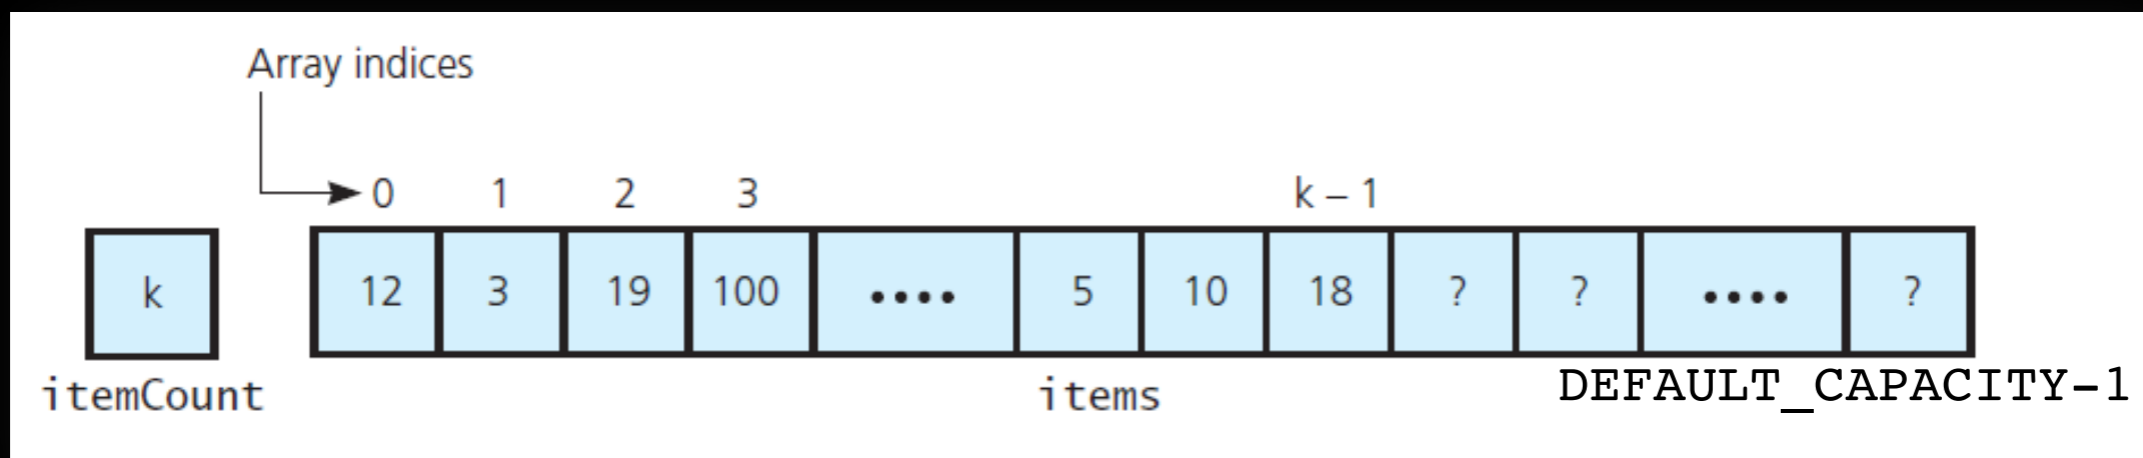 Array indices
0 1 2 3 k – 1
k 12 3 19 100 •••• 5 10 18 ? ? •••• ?
itemCount items DEFAULT_CAPACITY-1